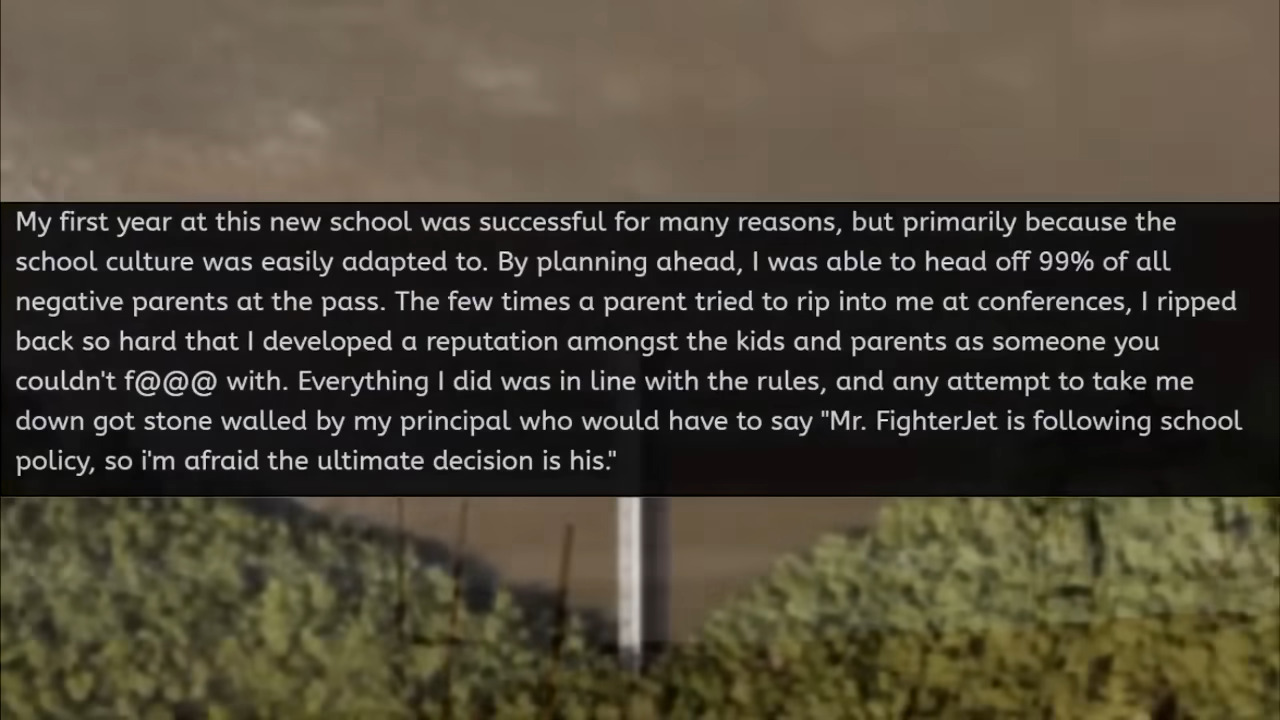 My first year at this new school was successful for many reasons, but primarily because the
school culture was easily adapted to. By planning ahead, I was able to head off 99% of all
negative parents at the pass. The few times a parent tried to rip into me at conferences, I ripped
back so hard that I developed a reputation amongst the kids and parents as someone you
couldn't f@@@ with. Everything I did was in line with the rules, and any attempt to take me
down got stone walled by my principal who would have to say "Mr. FighterJet is following school
policy, so i'm afraid the ultimate decision is his."